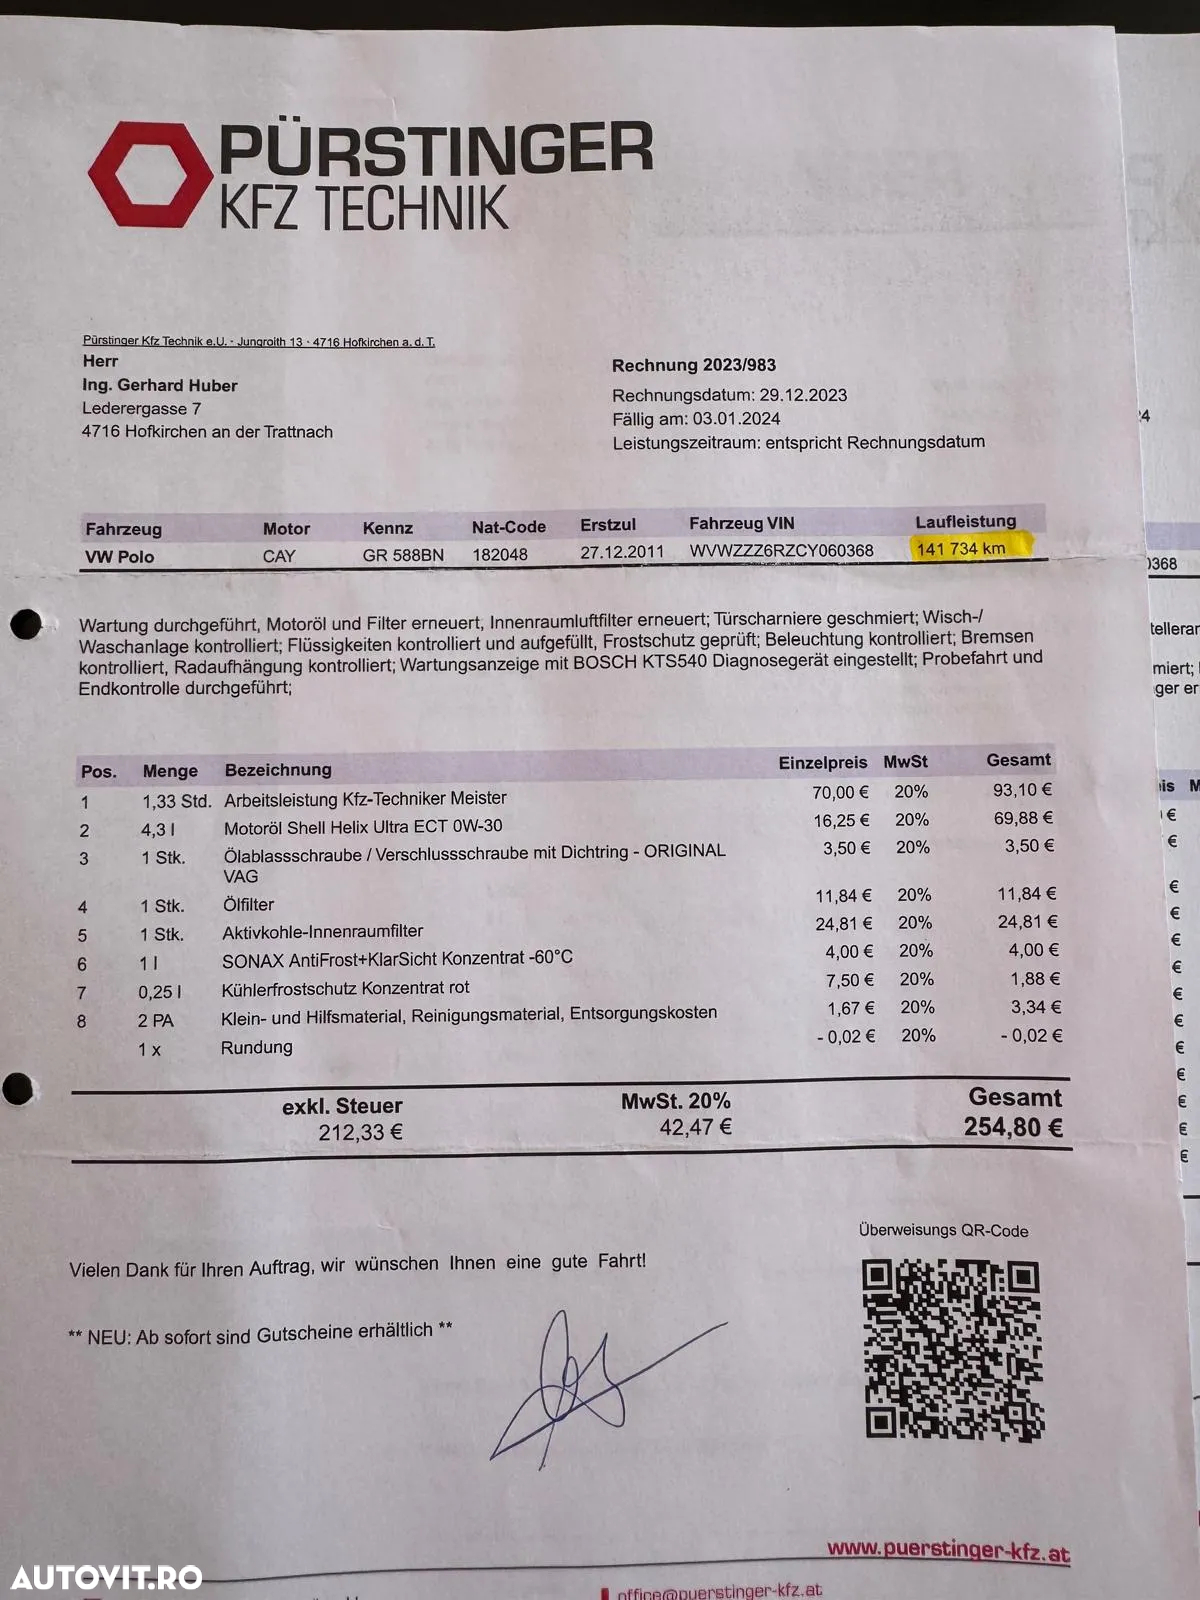 PÜRSTINGER
KFZ TECHNIK
Pürstinger Kfz Technik e.U. - Jungroith 13 - 4716 Hofkirchen a. d. T.
Herr
Ing. Gerhard Huber
Lederergasse 7
4716 Hofkirchen an der Trattnach
Rechnung 2023/983
Rechnungsdatum: 29.12.2023
Fällig am: 03.01.2024
Leistungszeitraum: entspricht Rechnungsdatum
Fahrzeug Motor Kennz Nat-Code Erstzul Fahrzeug VIN Laufleistung
VW Polo CAY GR 588BN 182048 27.12.2011 WVWZZZ6RZCY060368 141 734 km
Wartung durchgeführt, Motoröl und Filter erneuert, Innenraumluftfilter erneuert; Türscharniere geschmiert; Wisch-/
Waschanlage kontrolliert; Flüssigkeiten kontrolliert und aufgefüllt, Frostschutz geprüft; Beleuchtung kontrolliert; Bremsen
kontrolliert, Radaufhängung kontrolliert; Wartungsanzeige mit BOSCH KTS540 Diagnosegerät eingestellt; Probefahrt und
Endkontrolle durchgeführt;
Pos. Menge Bezeichnung Einzelpreis MwSt Gesamt
1 1,33 Std. Arbeitsleistung Kfz-Techniker Meister 70,00 € 20% 93,10 €
2 4,3 l Motoröl Shell Helix Ultra ECT 0W-30 16,25 € 20% 69,88 €
3 1 Stk. Ölablassschraube / Verschlussschraube mit Dichtring - ORIGINAL 3,50 € 20% 3,50 €
VAG
4 1 Stk. Ölfilter 11,84 € 20% 11,84 €
5 1 Stk. Aktivkohle-Innenraumfilter 24,81 € 20% 24,81 €
6 1 l SONAX AntiFrost+KlarSicht Konzentrat -60°C 4,00 € 20% 4,00 €
7 0,25 l Kühlerfrostschutz Konzentrat rot 7,50 € 20% 1,88 €
8 2 PA Klein- und Hilfsmaterial, Reinigungsmaterial, Entsorgungskosten 1,67 € 20% 3,34 €
1 x Rundung - 0,02 € 20% - 0,02 €
exkl. Steuer MwSt. 20% Gesamt
212,33 € 42,47 € 254,80 €
Überweisungs QR-Code
Vielen Dank für Ihren Auftrag, wir wünschen Ihnen eine gute Fahrt!
** NEU: Ab sofort sind Gutscheine erhältlich **
www.puerstinger-kfz.at
office@puerstinger-kfz.at
AUTOVIT.RO